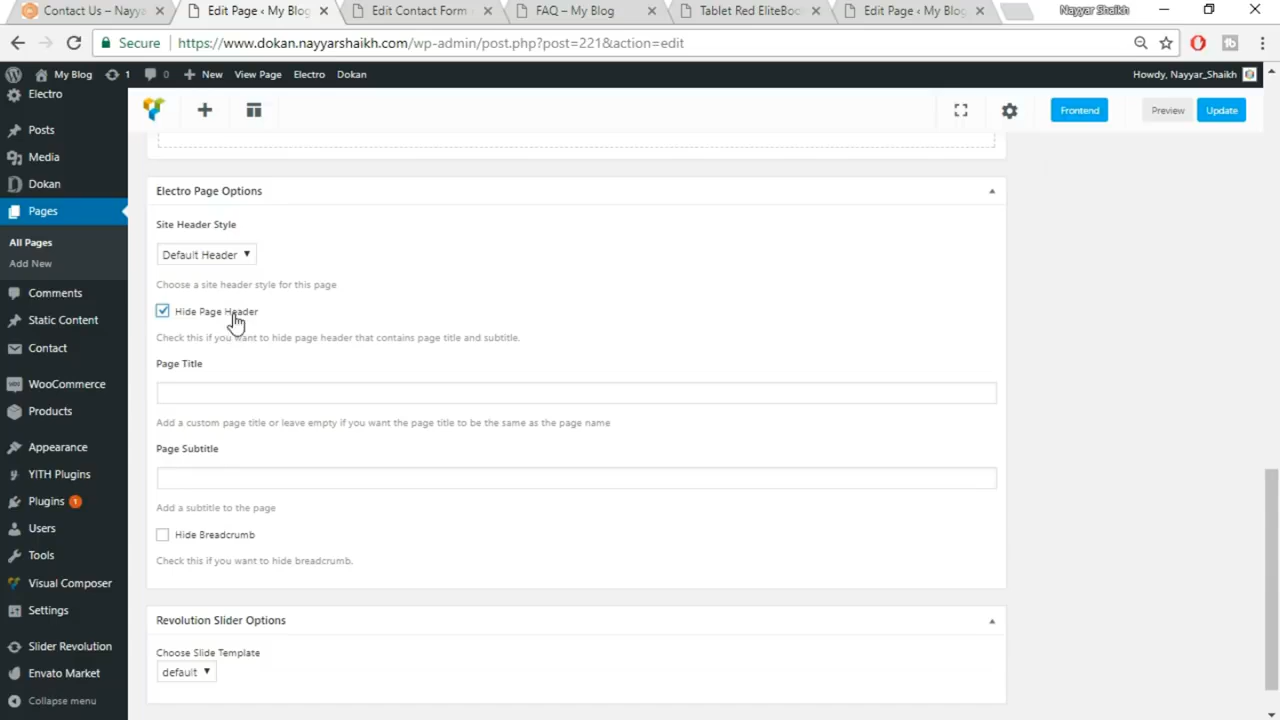 Contact Us – Nayya
Edit Page ‹ My Blog
Edit Contact Form
FAQ – My Blog
Tablet Red EliteBoo
Edit Page ‹ My Blog
Nayyar Shaikh
Secure
https://www.dokan.nayyarshaikh.com/wp-admin/post.php?post=221&action=edit
My Blog
1
0
New
View Page
Electro
Dokan
Howdy, Nayyar_Shaikh
Electro
Posts
Media
Dokan
Pages
All Pages
Add New
Comments
Static Content
Contact
WooCommerce
Products
Appearance
YITH Plugins
Plugins 1
Users
Tools
Visual Composer
Settings
Slider Revolution
Envato Market
Collapse menu
Frontend
Preview
Update
Electro Page Options
Site Header Style
Default Header
Choose a site header style for this page
Hide Page Header
Check this if you want to hide page header that contains page title and subtitle.
Page Title
Add a custom page title or leave empty if you want the page title to be the same as the page name
Page Subtitle
Add a subtitle to the page
Hide Breadcrumb
Check this if you want to hide breadcrumb.
Revolution Slider Options
Choose Slide Template
default